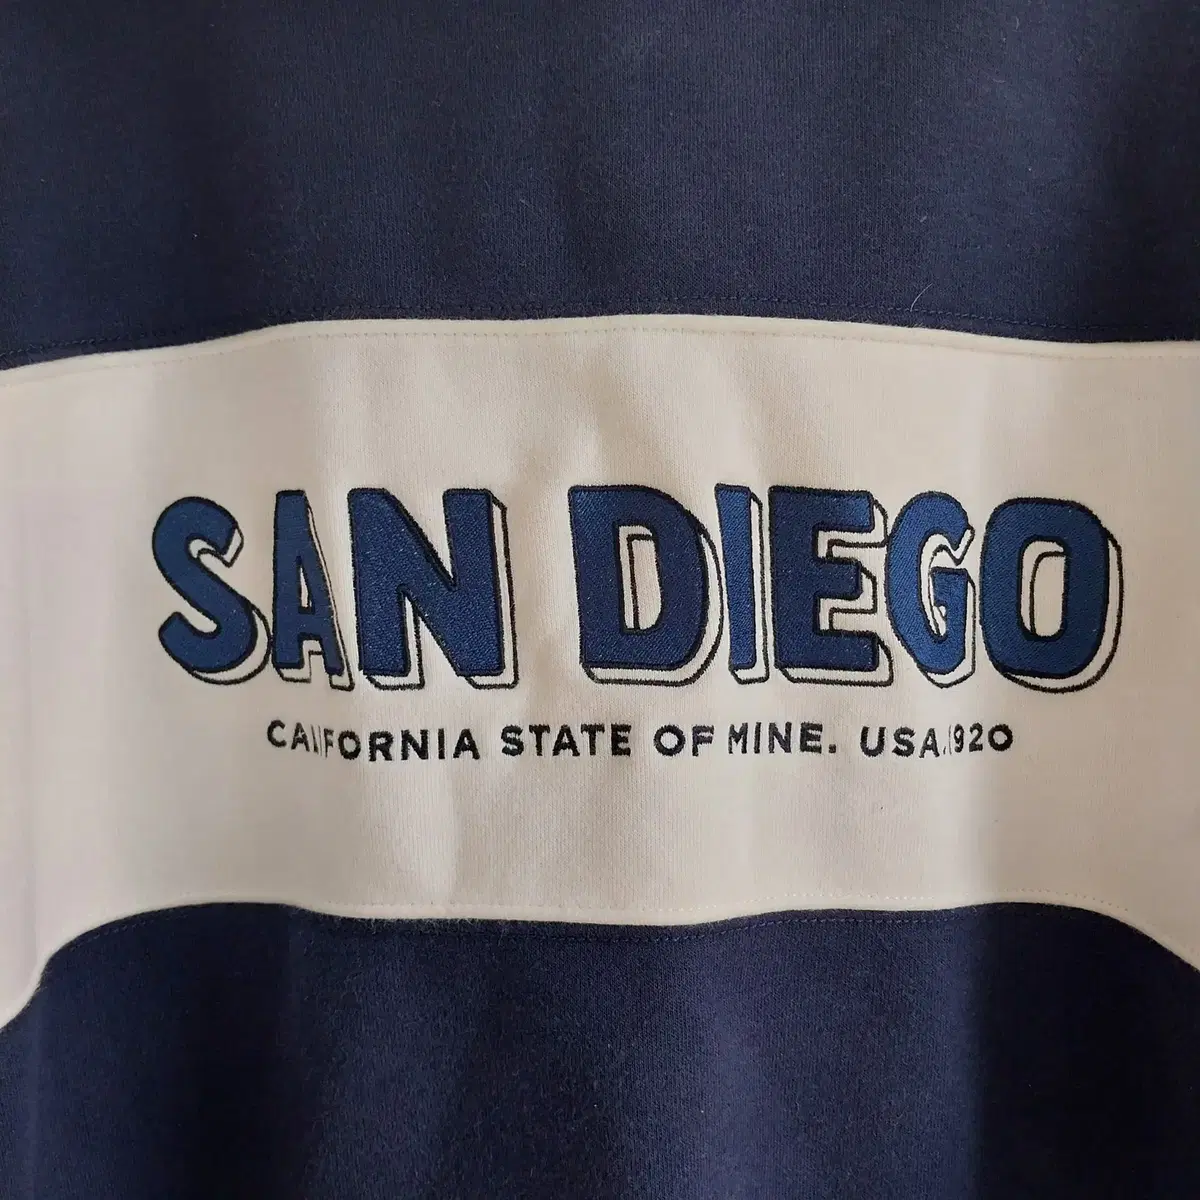 SAN DIEGO
CALIFORNIA STATE OF MINE. USA.1920